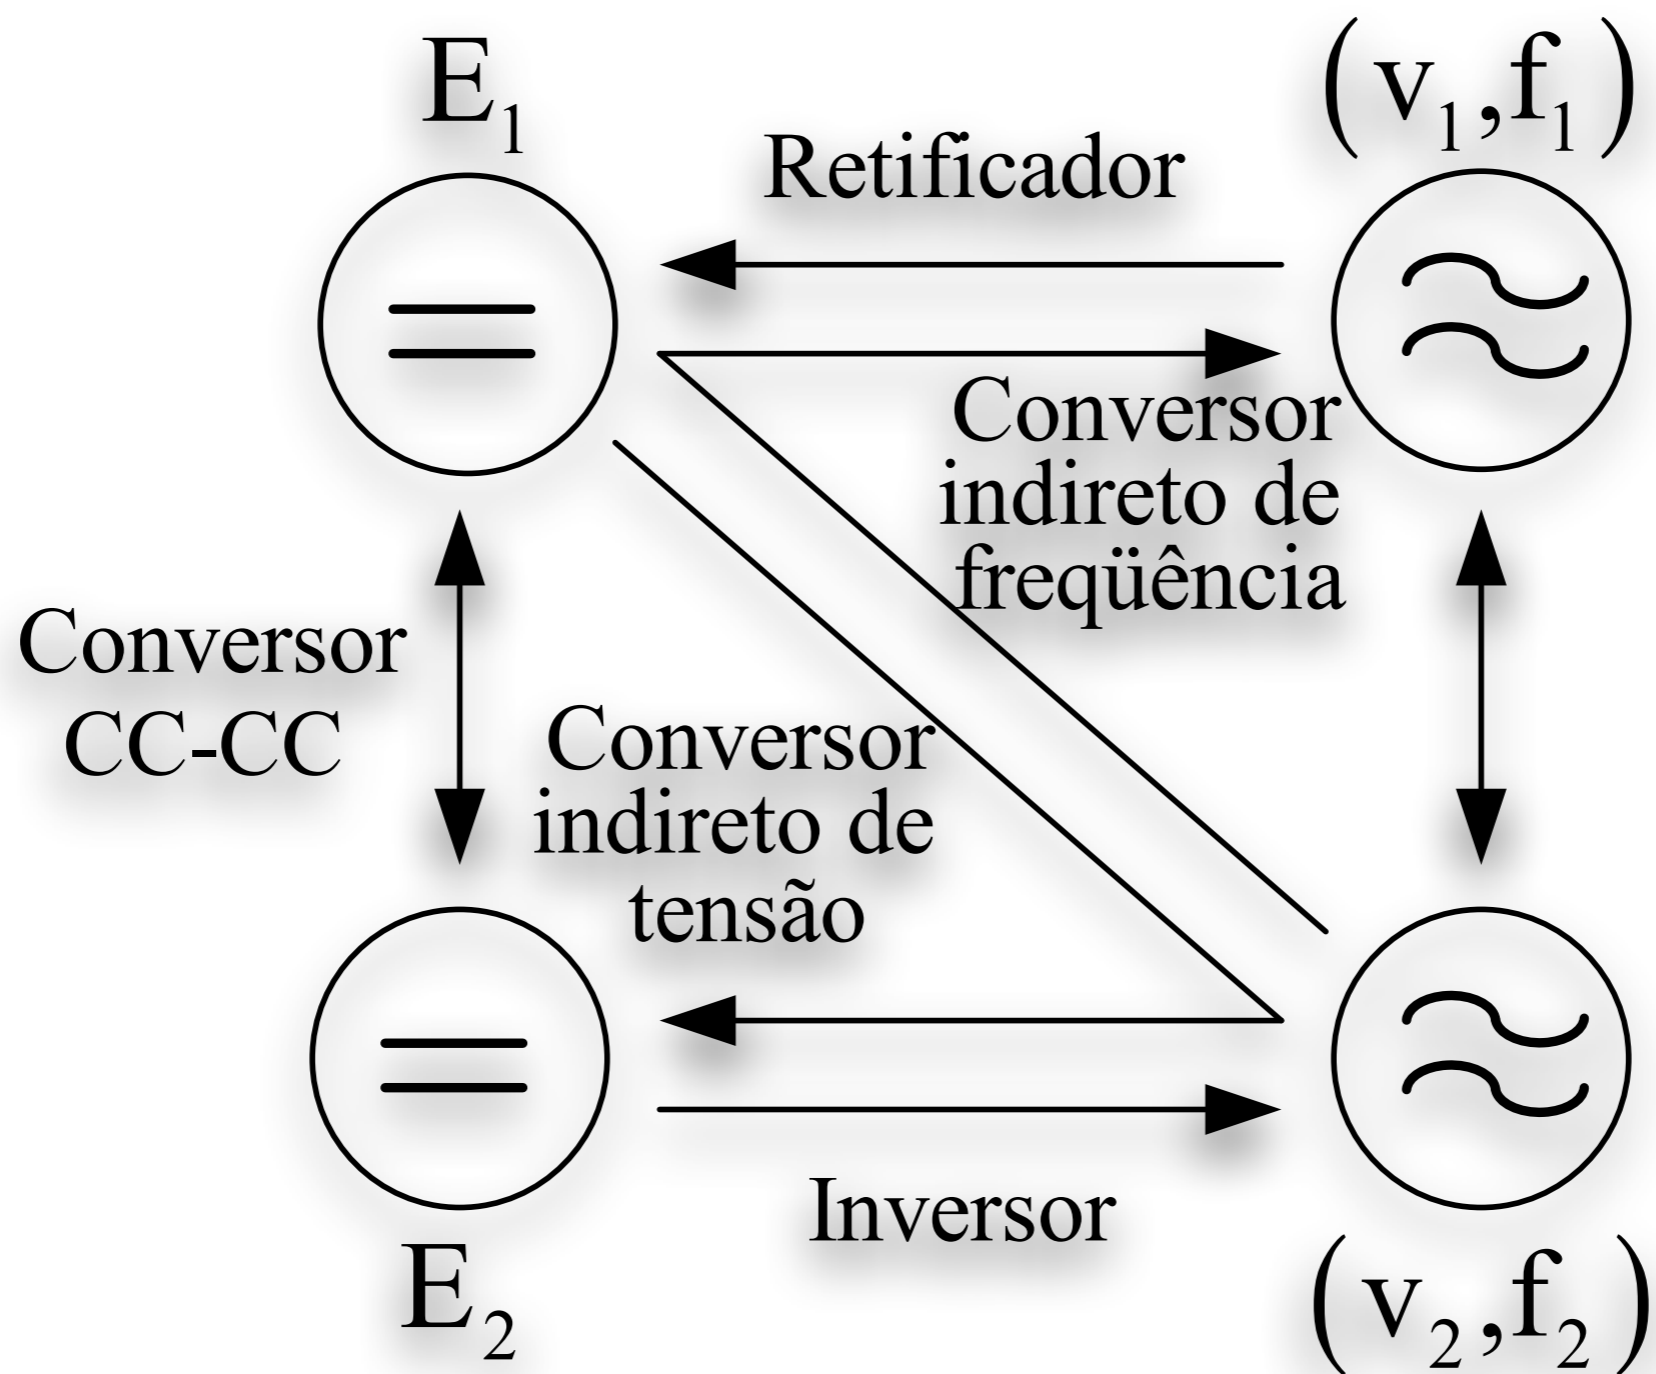 E₁
(v₁,f₁)
Retificador
Conversor
indireto de
freqüência
Conversor
CC-CC
Conversor
indireto de
tensão
Inversor
E₂
(v₂,f₂)